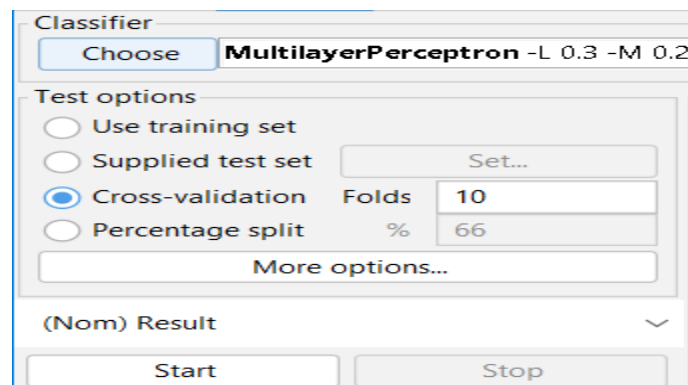 Classifier
Choose MultilayerPerceptron -L 0.3 -M 0.2
Test options
Use training set
Supplied test set Set...
Cross-validation Folds 10
Percentage split % 66
More options...
(Nom) Result
Start Stop